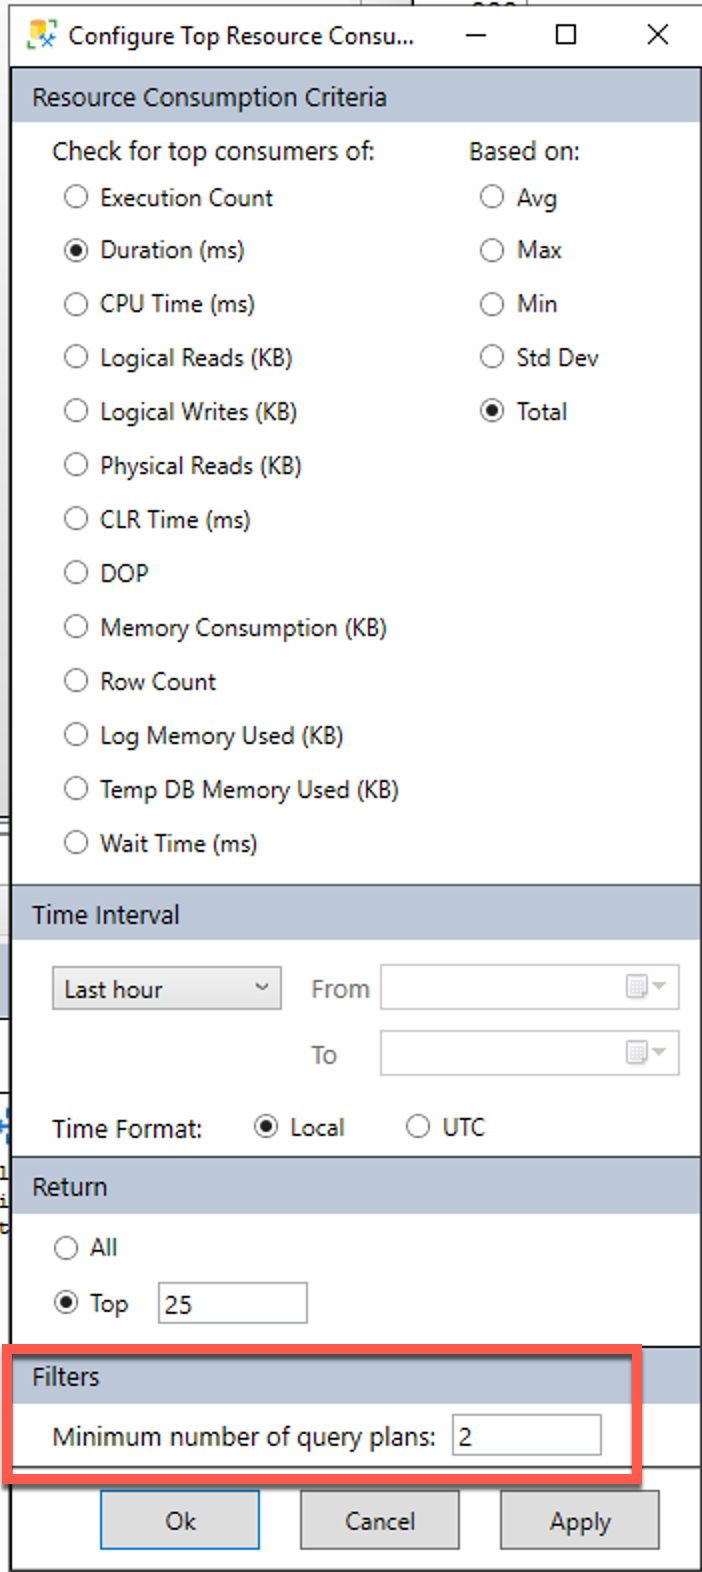 Configure Top Resource Consu...
Resource Consumption Criteria
Check for top consumers of:
Based on:
Execution Count
Avg
Duration (ms)
Max
CPU Time (ms)
Min
Logical Reads (KB)
Std Dev
Logical Writes (KB)
Total
Physical Reads (KB)
CLR Time (ms)
DOP
Memory Consumption (KB)
Row Count
Log Memory Used (KB)
Temp DB Memory Used (KB)
Wait Time (ms)
Time Interval
Last hour
From
To
Time Format:
Local
UTC
Return
All
Top
25
Filters
Minimum number of query plans:
2
Ok
Cancel
Apply